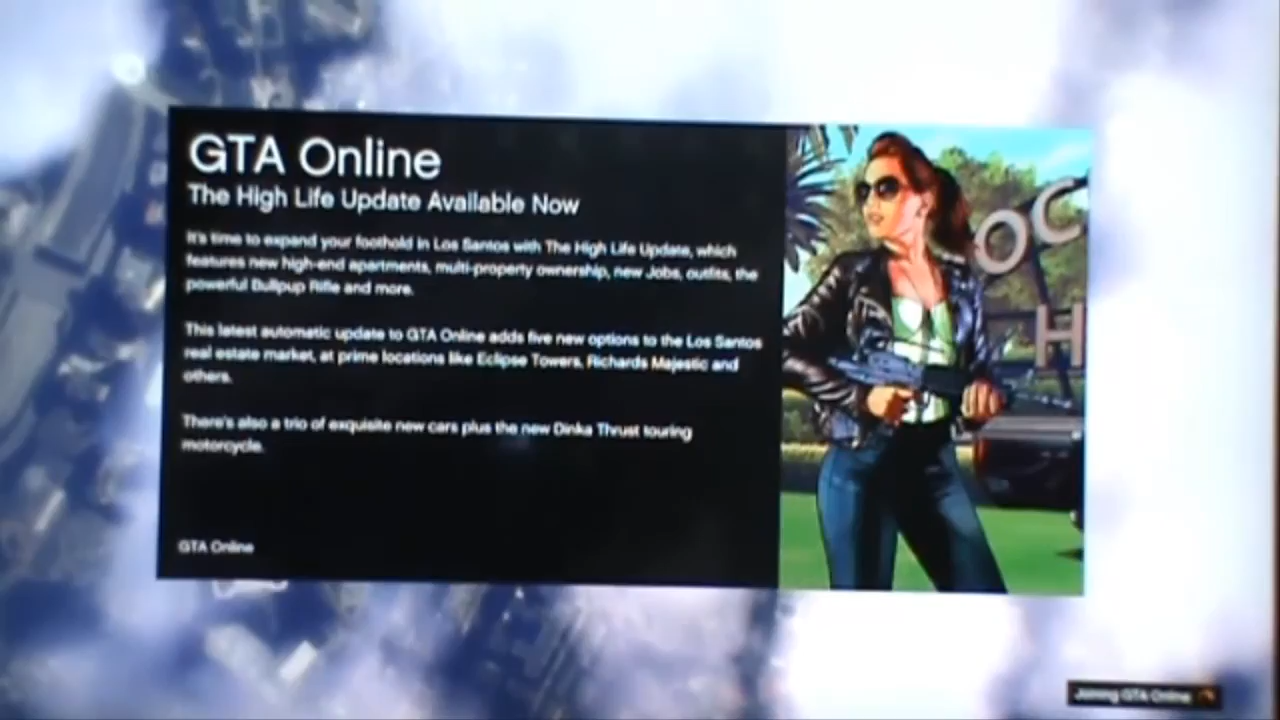 GTA Online
The High Life Update Available Now
It's time to expand your foothold in Los Santos with The High Life Update, which
features new high-end apartments, multi-property ownership, new Jobs, outfits, the
powerful Bullpup Rifle and more.
This latest automatic update to GTA Online adds five new options to the Los Santos
real estate market, at prime locations like Eclipse Towers, Richards Majestic and
others.
There's also a trio of exquisite new cars plus the new Dinka Thrust touring
motorcycle.
GTA Online
OC
H
Joining GTA Online